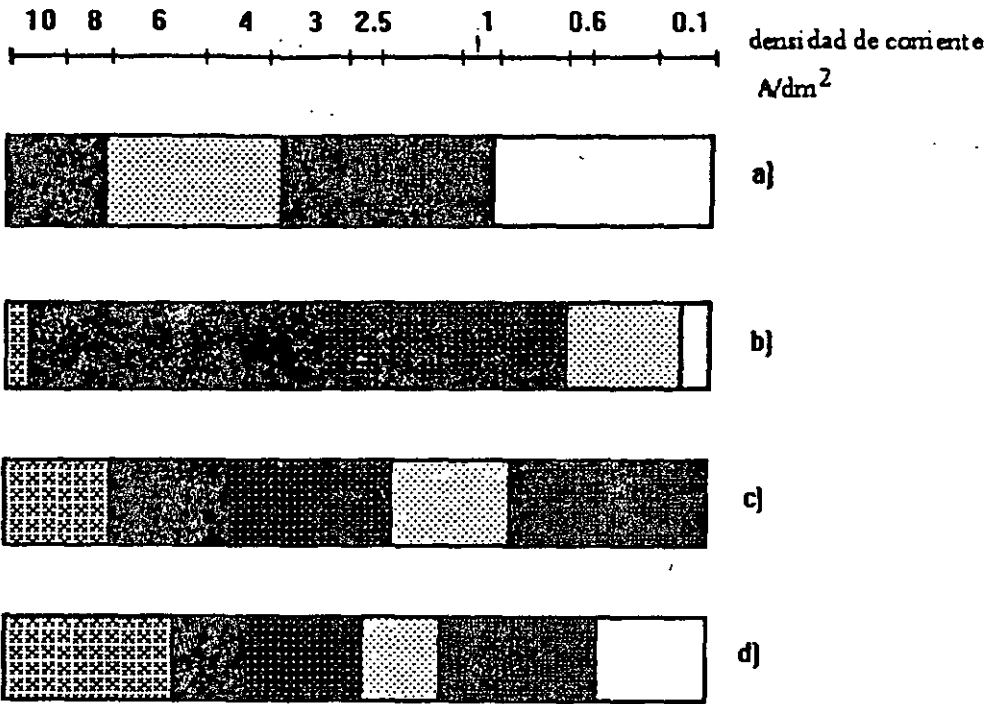 10 8 6 4 3 2.5 1 0.6 0.1
densidad de corriente
A/dm²
a)
b)
c)
d)